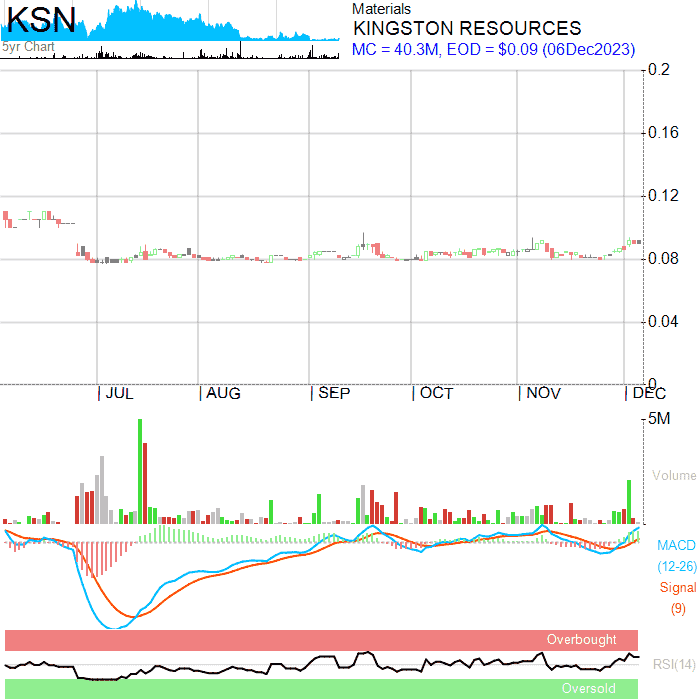 KSN
5yr Chart
Materials
KINGSTON RESOURCES
MC = 40.3M, EOD = $0.09 (06Dec2023)
0.2
0.16
0.12
0.08
0.04
0
JUL AUG SEP OCT NOV DEC
5M
Volume
MACD
(12-26)
Signal
(9)
Overbought
RSI(14)
Oversold